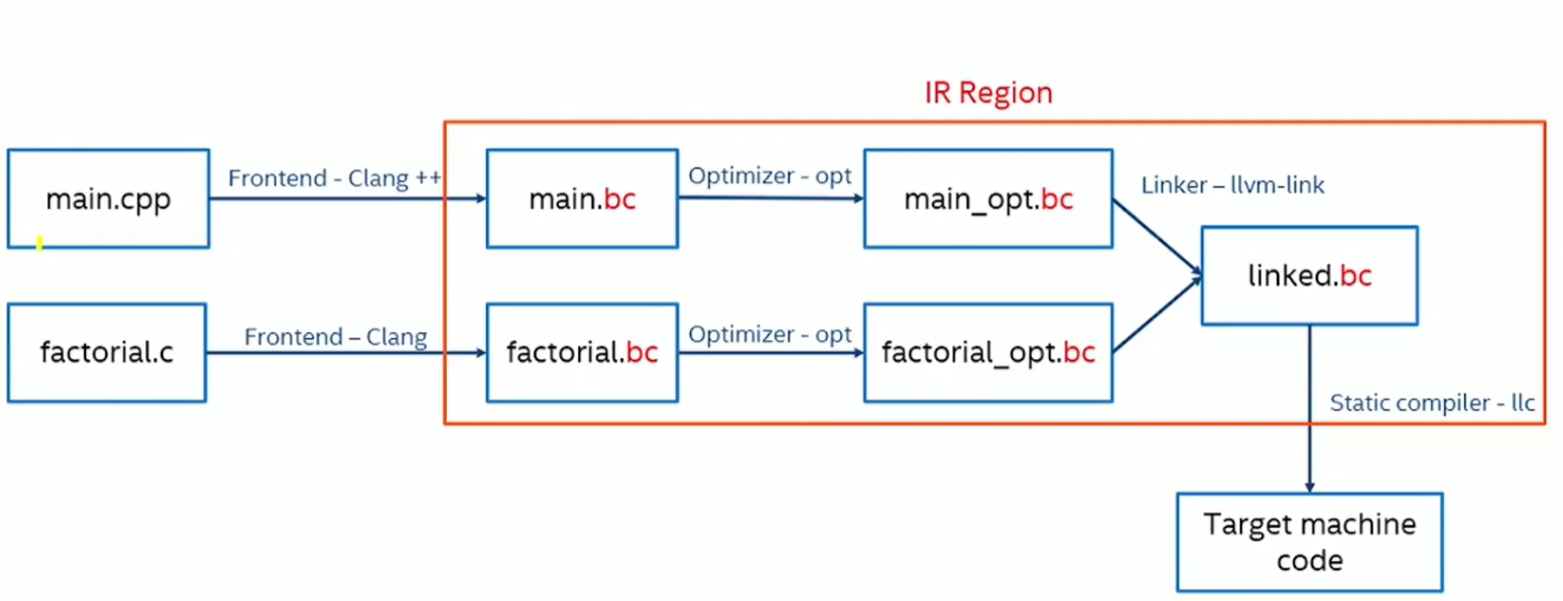 IR Region
main.cpp
Frontend - Clang ++
main.bc
Optimizer - opt
main_opt.bc
Linker – llvm-link
linked.bc
factorial.c
Frontend – Clang
factorial.bc
Optimizer - opt
factorial_opt.bc
Static compiler - llc
Target machine
code